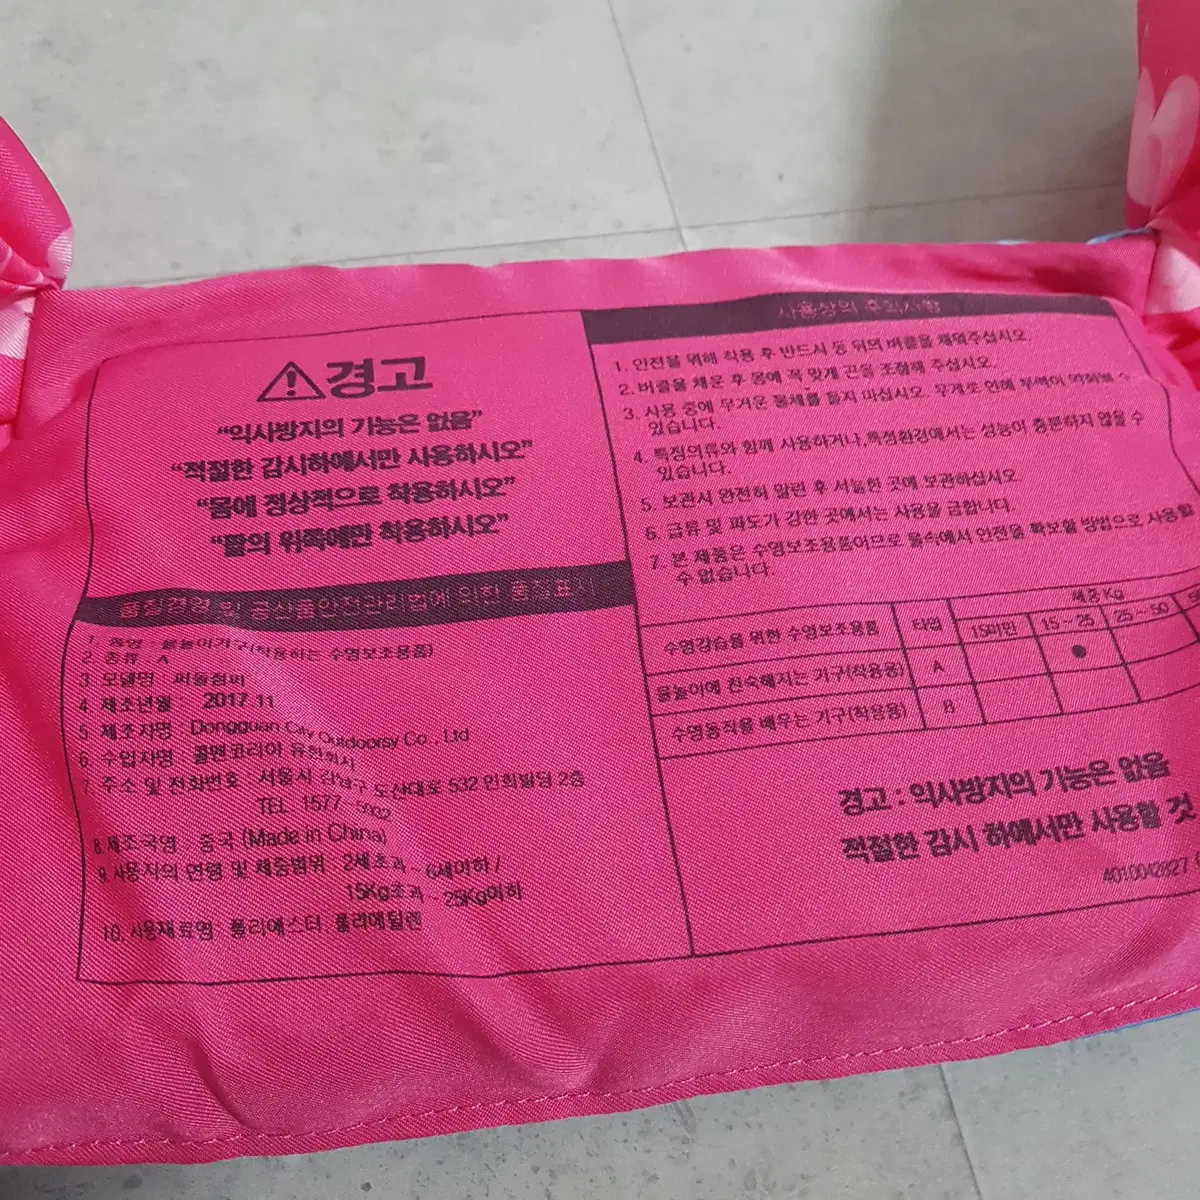 ⚠경고
“익사방지의 기능은 없음”
“적절한 감시하에서만 사용하시오”
“몸에 정상적으로 착용하시오”
“팔의 위쪽에만 착용하시오”
품질경영 및 공산품안전관리법에 의한 품질표시
1. 품명 : 물놀이기구(착용하는 수영보조용품)
2. 종류 : A
3. 모델명 : 퍼들점퍼
4. 제조년월 : 2017.11
5. 제조자명 : Dongguan City Outdoorsy Co., Ltd
6. 수입자명 : 콜맨코리아 유한회사
7. 주소 및 전화번호 : 서울시 강남구 도산대로 532 인희빌딩 2층
TEL 1577-5932
8.제조국명 중국 (Made in China)
9.사용자의 연령 및 체중범위 2세초과 - 6세이하 /
15Kg초과 - 25Kg이하
10.사용재료명 폴리에스터, 폴리에틸렌
사용상의 주의사항
1. 안전을 위해 착용 후 반드시 등 뒤의 버클을 채워주십시오.
2. 버클을 채운 후 몸에 꼭 맞게 끈을 조절해 주십시오.
3. 사용 중에 무거운 물체를 들지 마십시오. 무게로 인해 부력이 약화될 수
있습니다.
4. 특정의류와 함께 사용하거나,특정환경에서는 성능이 충분하지 않을 수
있습니다.
5. 보관시 완전히 말린 후 서늘한 곳에 보관하십시오.
6. 급류 및 파도가 강한 곳에서는 사용을 금합니다.
7. 본 제품은 수영보조용품이므로 물속에서 안전을 확보할 방법으로 사용할
수 없습니다.
체중 Kg
수영강습을 위한 수영보조용품 타입 15미만 15 ~ 25 25 ~ 50
물놀이에 친숙해지는 기구(착용용) A ●
수영동작을 배우는 기구(착용용) B
경고 : 익사방지의 기능은 없음
적절한 감시 하에서만 사용할 것
4010042827